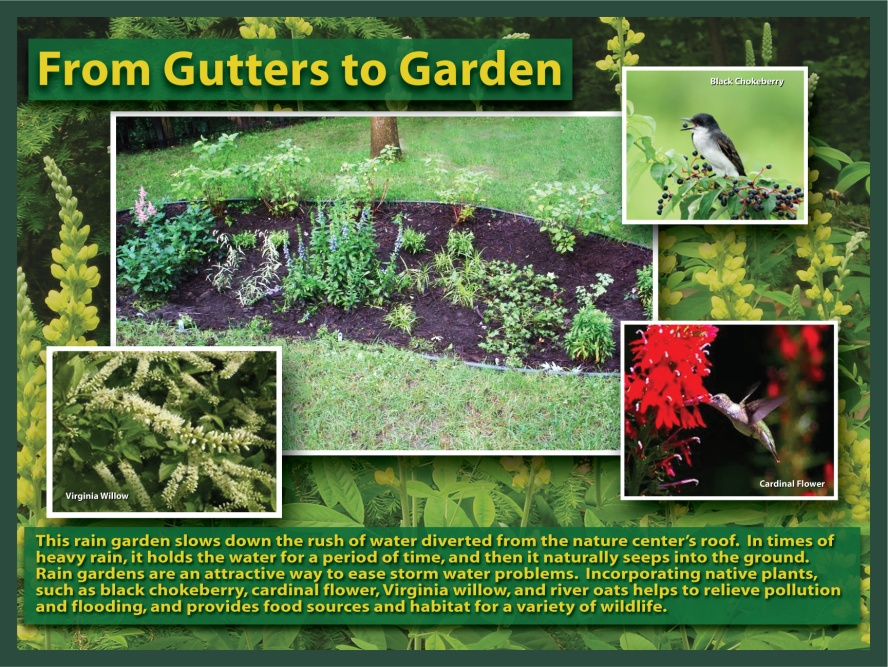 From Gutters to Garden
Black Chokeberry
Virginia Willow
Cardinal Flower
This rain garden slows down the rush of water diverted from the nature center's roof. In times of
heavy rain, it holds the water for a period of time, and then it naturally seeps into the ground.
Rain gardens are an attractive way to ease storm water problems. Incorporating native plants,
such as black chokeberry, cardinal flower, Virginia willow, and river oats helps to relieve pollution
and flooding, and provides food sources and habitat for a variety of wildlife.